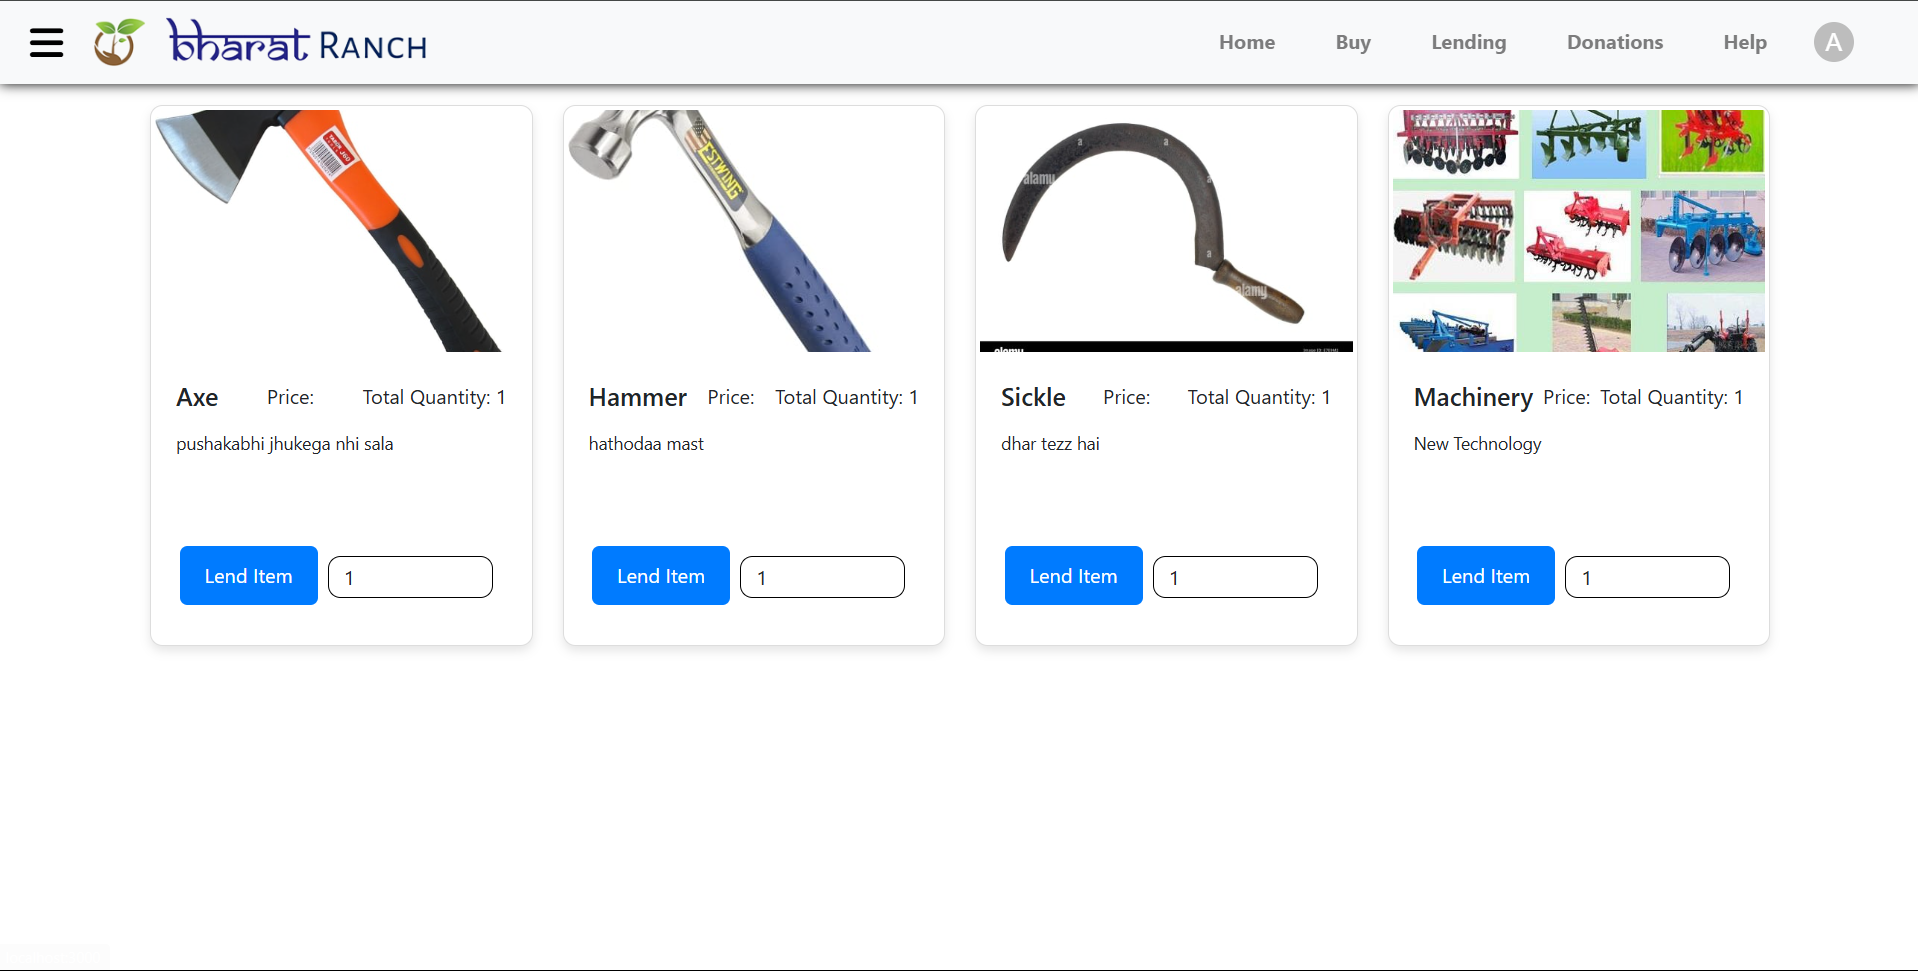 bharat RANCH
Home Buy Lending Donations Help A
ESTWING
alamy
a a
a
a
alamy
alamy
Axe Price: Total Quantity: 1
pushakabhi jhukega nhi sala
Lend Item 1
Hammer Price: Total Quantity: 1
hathodaa mast
Lend Item 1
Sickle Price: Total Quantity: 1
dhar tezz hai
Lend Item 1
Machinery Price: Total Quantity: 1
New Technology
Lend Item 1